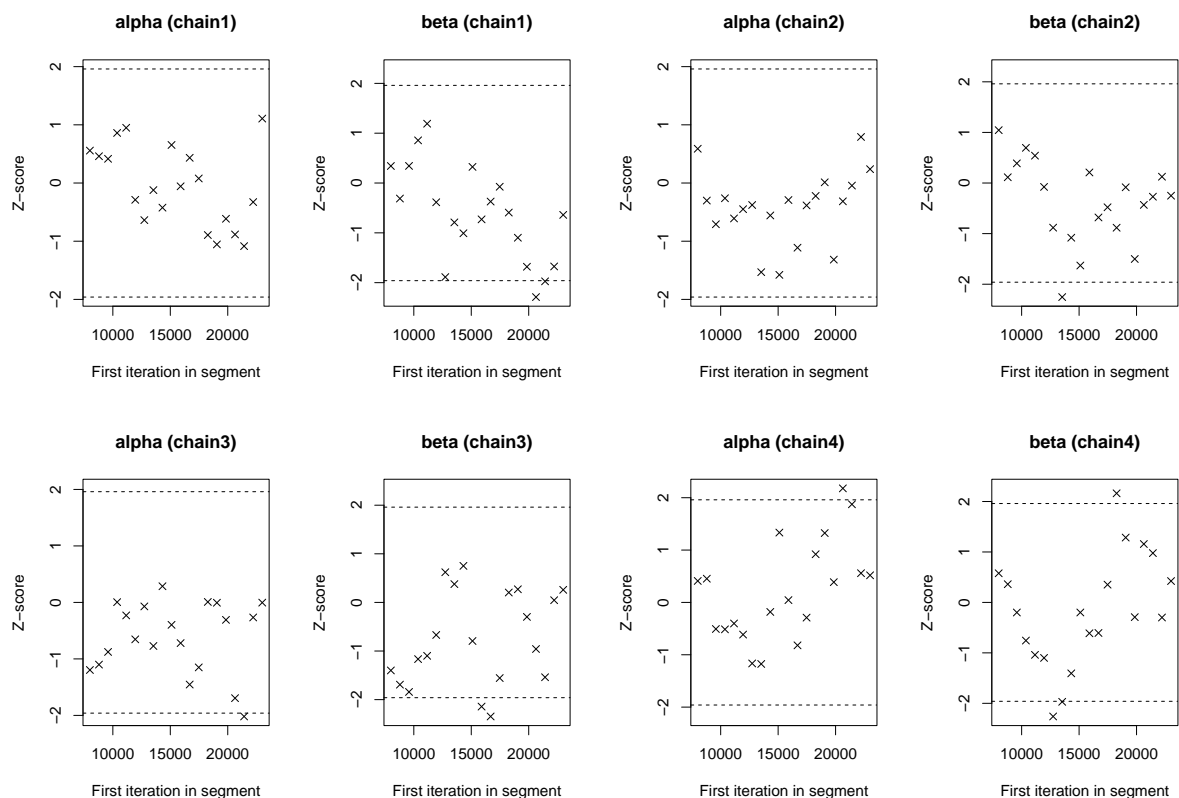 alpha (chain1)
Z−score
2
1
0
−1
−2
10000 15000 20000
First iteration in segment
beta (chain1)
Z−score
2
1
0
−1
−2
10000 15000 20000
First iteration in segment
alpha (chain2)
Z−score
2
1
0
−1
−2
10000 15000 20000
First iteration in segment
beta (chain2)
Z−score
2
1
0
−1
−2
10000 15000 20000
First iteration in segment
alpha (chain3)
Z−score
2
1
0
−1
−2
10000 15000 20000
First iteration in segment
beta (chain3)
Z−score
2
1
0
−1
−2
10000 15000 20000
First iteration in segment
alpha (chain4)
Z−score
2
1
0
−1
−2
10000 15000 20000
First iteration in segment
beta (chain4)
Z−score
2
1
0
−1
−2
10000 15000 20000
First iteration in segment